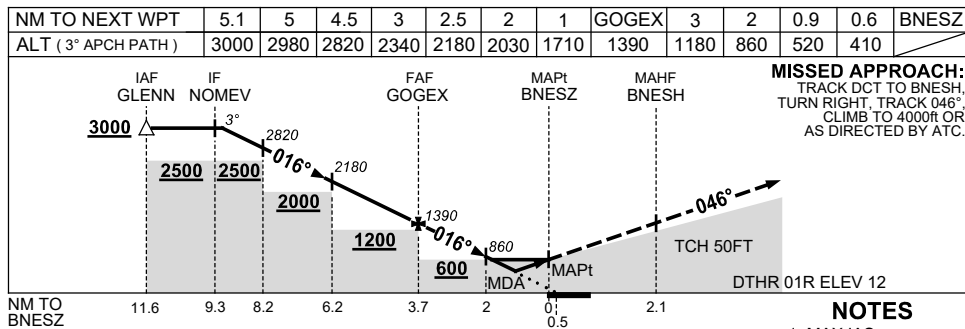 NM TO NEXT WPT 5.1 5 4.5 3 2.5 2 1 GOGEX 3 2 0.9 0.6 BNESZ
ALT ( 3° APCH PATH ) 3000 2980 2820 2340 2180 2030 1710 1390 1180 860 520 410
MISSED APPROACH:
TRACK DCT TO BNESH,
TURN RIGHT, TRACK 046°,
CLIMB TO 4000ft OR
AS DIRECTED BY ATC.
IAF IF FAF MAPt MAHF
GLENN NOMEV GOGEX BNESZ BNESH
3000 3° 2820
016° 2180
2500 2500
2000
046°
1390
1200
016° 860
TCH 50FT
600
MDA MAPt
DTHR 01R ELEV 12
NM TO
BNESZ
11.6 9.3 8.2 6.2 3.7 2 0 2.1
0.5
NOTES